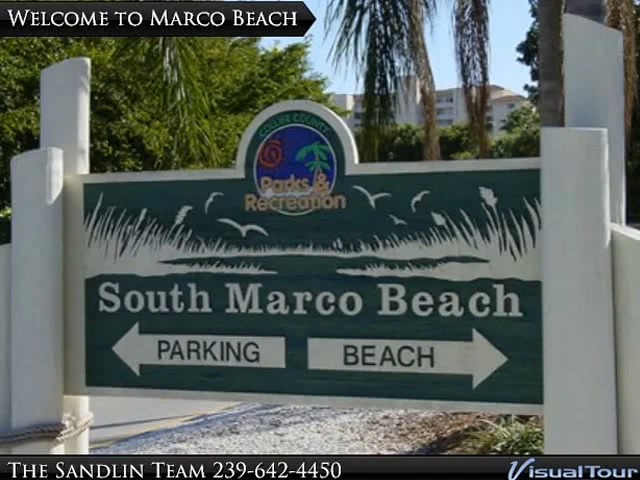 Welcome to Marco Beach
COLLIER COUNTY
Parks &
Recreation
South Marco Beach
PARKING
BEACH
The Sandlin Team 239-642-4450
VisualTour